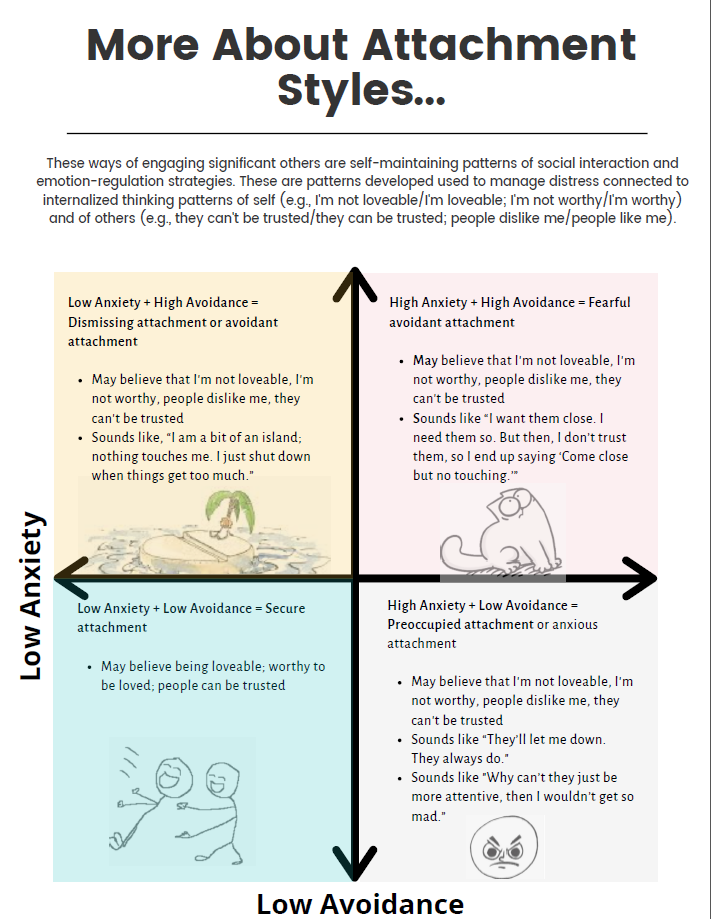 More About Attachment
Styles...
These ways of engaging significant others are self-maintaining patterns of social interaction and
emotion-regulation strategies. These are patterns developed used to manage distress connected to
internalized thinking patterns of self (e.g., I'm not loveable/I'm loveable; I'm not worthy/I'm worthy)
and of others (e.g., they can't be trusted/they can be trusted; people dislike me/people like me).
Low Anxiety + High Avoidance =
Dismissing attachment or avoidant
attachment
• May believe that I'm not loveable, I'm
not worthy, people dislike me, they
can't be trusted
• Sounds like, "I am a bit of an island;
nothing touches me. I just shut down
when things get too much."
High Anxiety + High Avoidance = Fearful
avoidant attachment
• May believe that I'm not loveable, I'm
not worthy, people dislike me, they
can't be trusted
• Sounds like "I want them close. I
need them so. But then, I don't trust
them, so I end up saying 'Come close
but no touching.'"
Low Anxiety
Low Anxiety + Low Avoidance = Secure
attachment
• May believe being loveable; worthy to
be loved; people can be trusted
High Anxiety + Low Avoidance =
Preoccupied attachment or anxious
attachment
• May believe that I'm not loveable, I'm
not worthy, people dislike me, they
can't be trusted
• Sounds like "They'll let me down.
They always do."
• Sounds like "Why can't they just be
more attentive, then I wouldn't get so
mad."
Low Avoidance